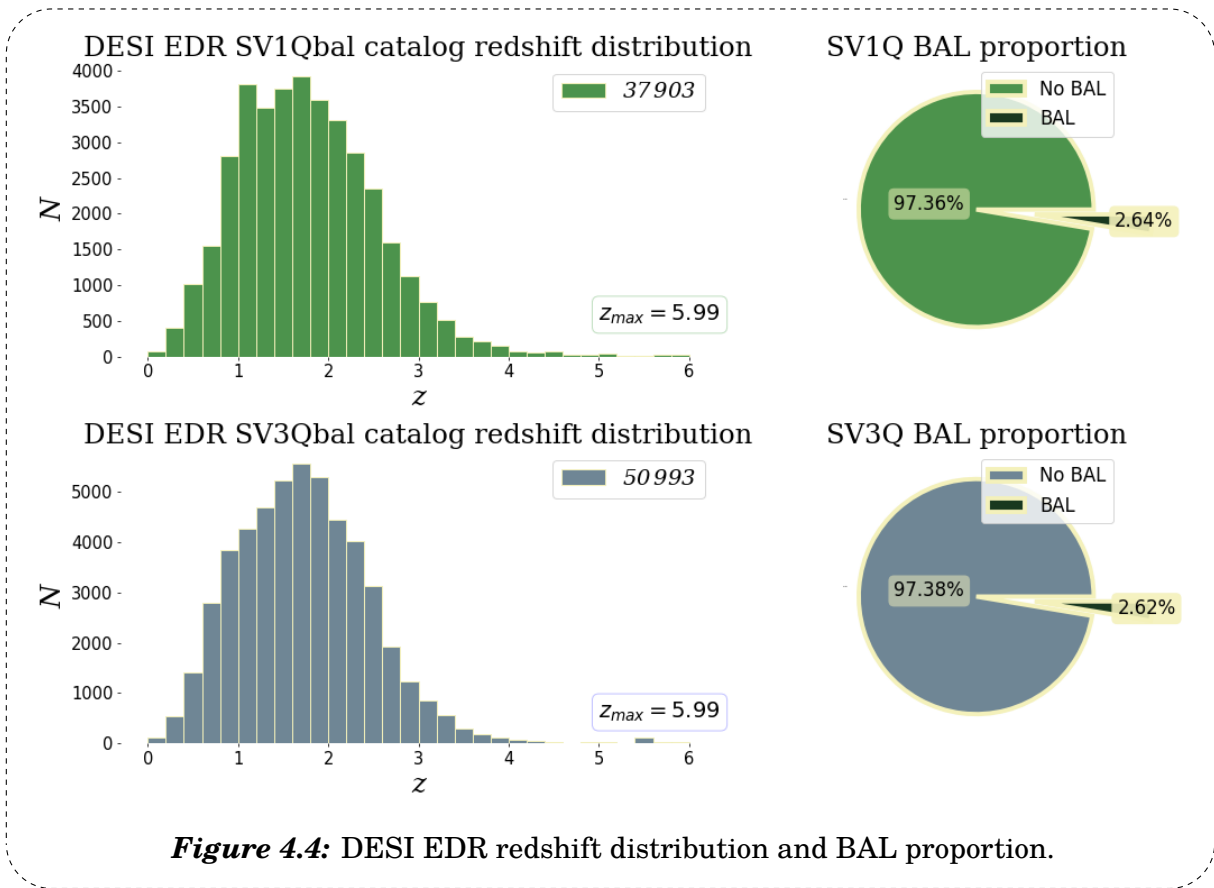 DESI EDR SV1Qbal catalog redshift distribution
4000
3500
3000
2500
2000
1500
1000
500
0
N
37903
z_max = 5.99
0 1 2 3 4 5 6
z
SV1Q BAL proportion
No BAL
BAL
97.36%
2.64%
DESI EDR SV3Qbal catalog redshift distribution
5000
4000
3000
2000
1000
0
N
50993
z_max = 5.99
0 1 2 3 4 5 6
z
SV3Q BAL proportion
No BAL
BAL
97.38%
2.62%
Figure 4.4: DESI EDR redshift distribution and BAL proportion.